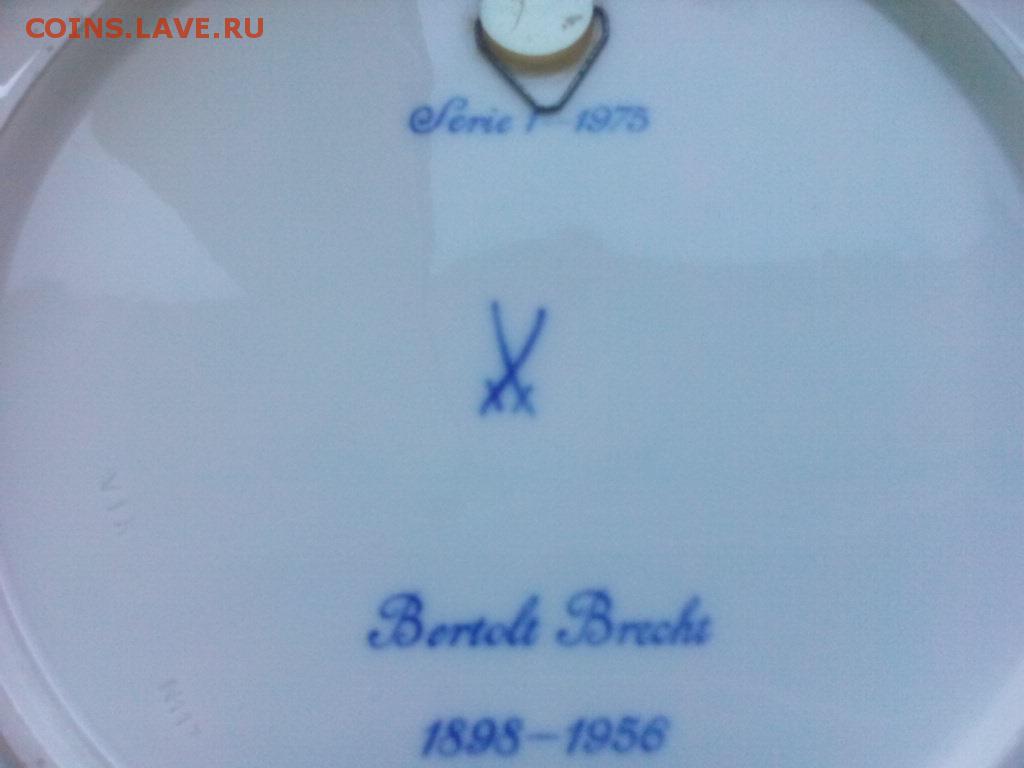 COINS.LAVE.RU
Serie 1-1975
Bertolt Brecht
1898-1956